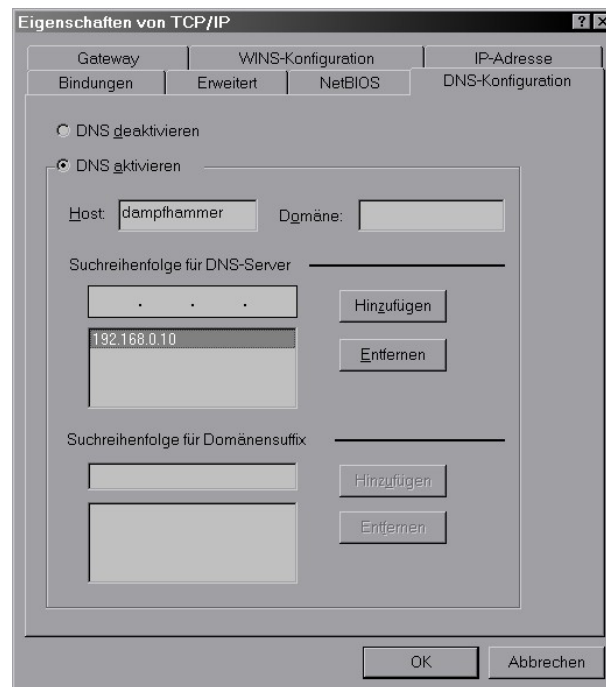 Eigenschaften von TCP/IP
Gateway WINS-Konfiguration IP-Adresse
Bindungen Erweitert NetBIOS DNS-Konfiguration
DNS deaktivieren
DNS aktivieren
Host: dampfhammer Domäne:
Suchreihenfolge für DNS-Server
. . . Hinzufügen
192.168.0.10
Entfernen
Suchreihenfolge für Domänensuffix
Hinzufügen
Entfernen
OK Abbrechen